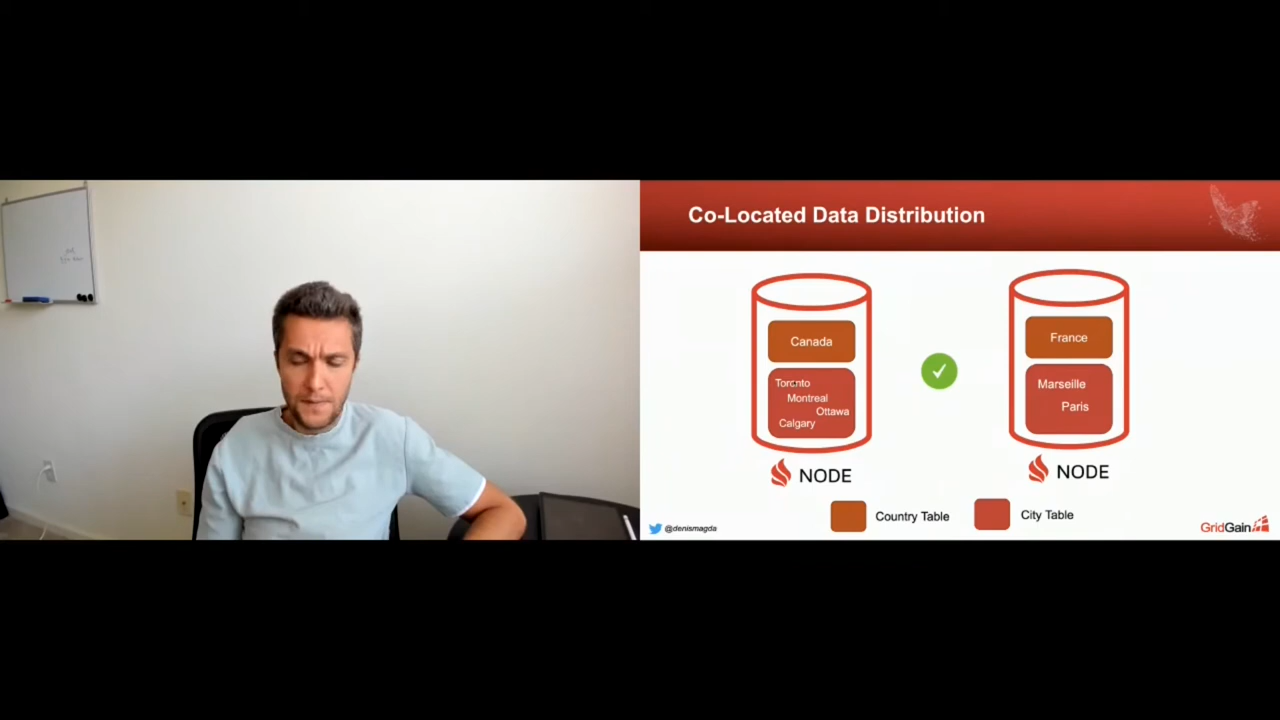 Co-Located Data Distribution
Canada
Toronto
Montreal
Ottawa
Calgary
NODE
France
Marseille
Paris
NODE
Country Table
City Table
@denismagda
GridGain